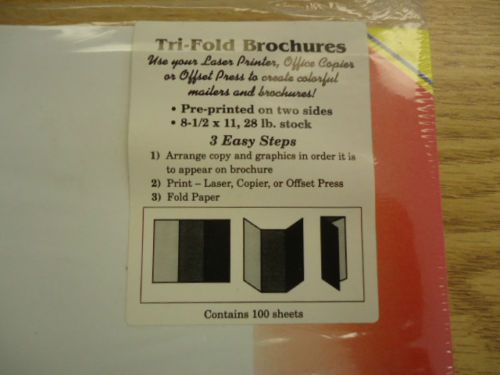 Tri-Fold Brochures
Use your Laser Printer, Office Copier
or Offset Press to create colorful
mailers and brochures!
• Pre-printed on two sides
• 8-1/2 x 11, 28 lb. stock
3 Easy Steps
1) Arrange copy and graphics in order it is
to appear on brochure
2) Print – Laser, Copier, or Offset Press
3) Fold Paper
Contains 100 sheets